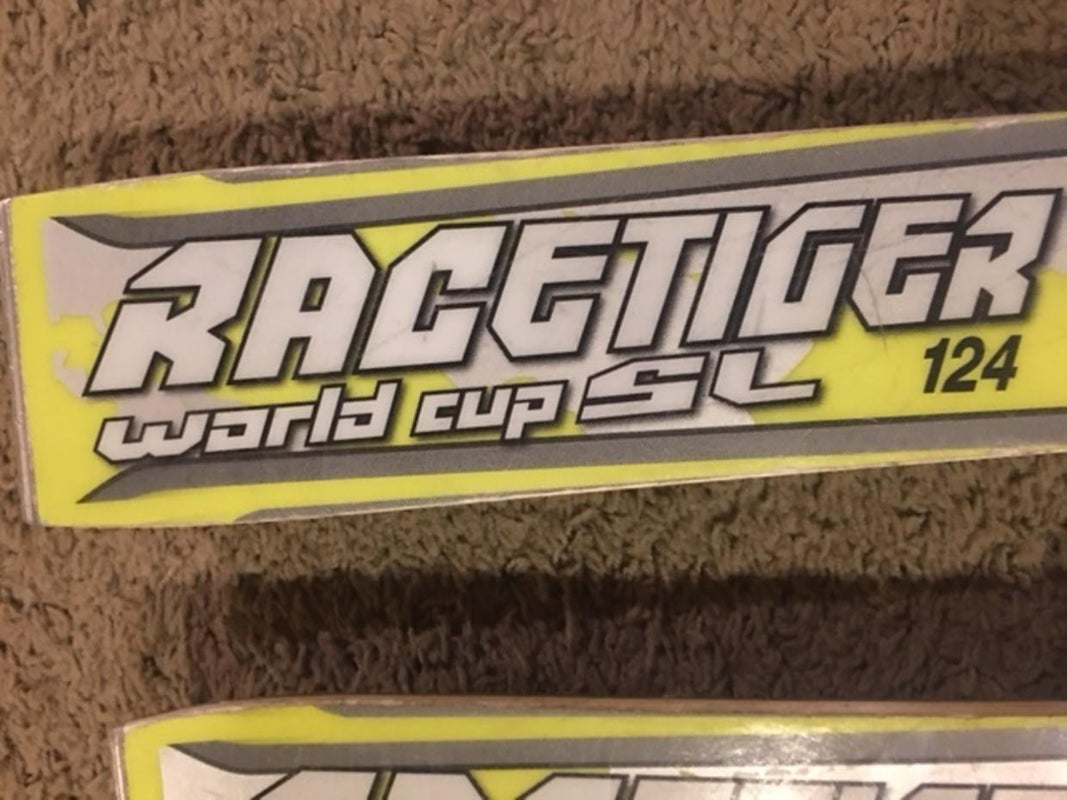 RACETIGER
world cup SL
124